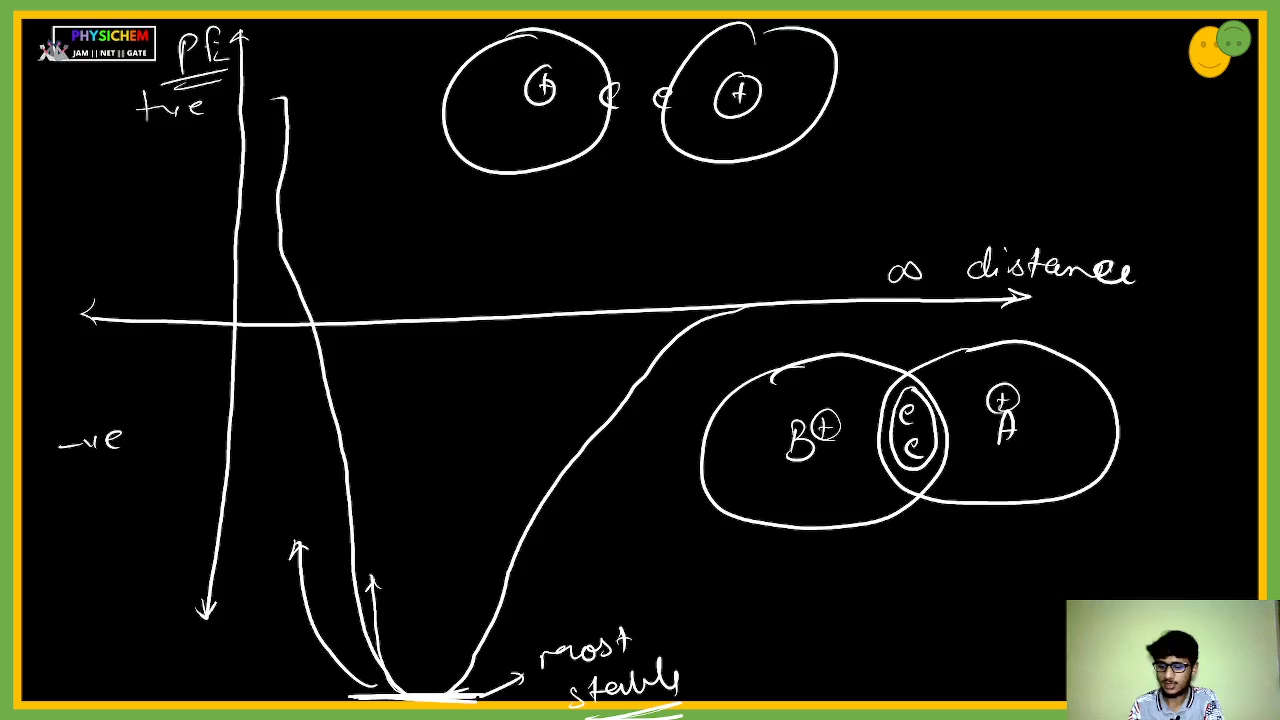 PHYSICHEM
JAM || NET || GATE
PE
+ve
+ e e +
∞ distance
-ve
B + e e + A
most
stable